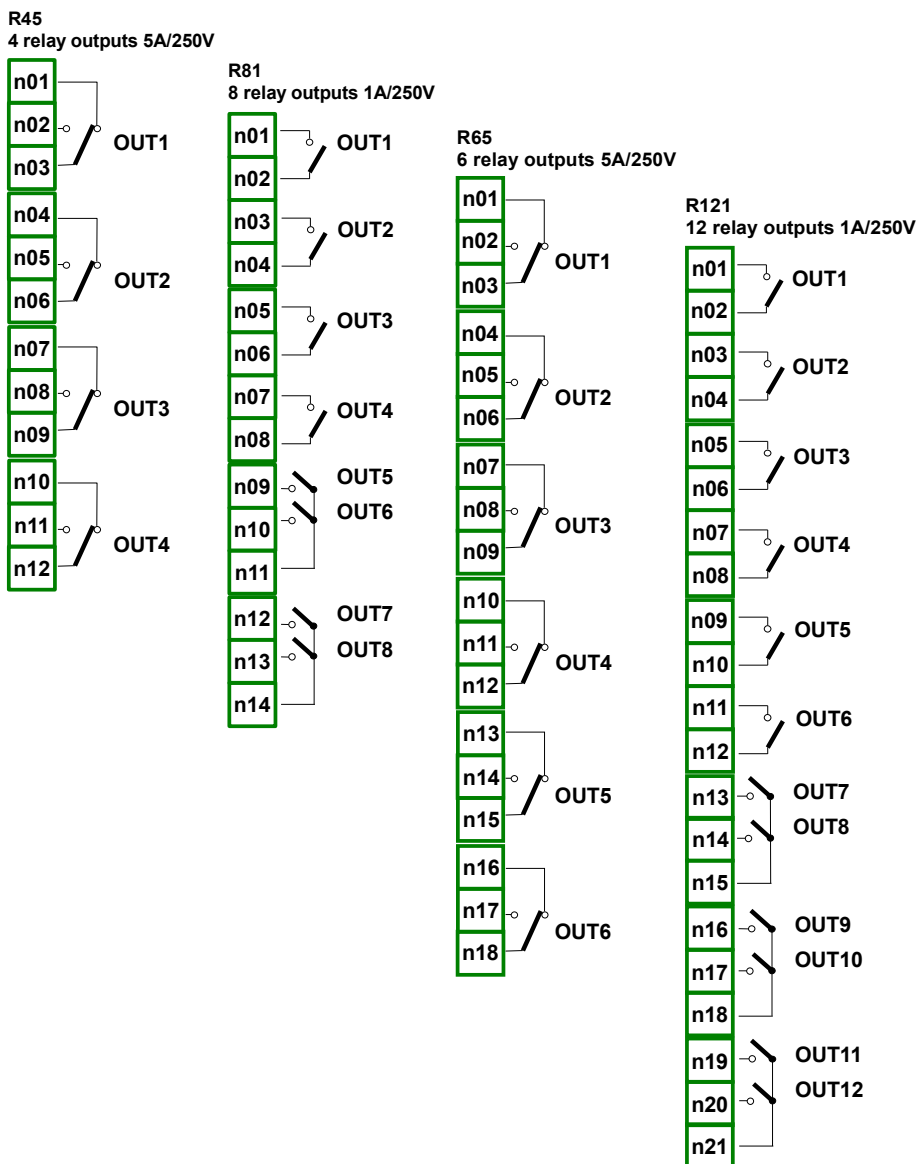 R45
4 relay outputs 5A/250V
n01
n02
n03
OUT1
n04
n05
n06
OUT2
n07
n08
n09
OUT3
n10
n11
n12
OUT4
R81
8 relay outputs 1A/250V
n01
n02
OUT1
n03
n04
OUT2
n05
n06
OUT3
n07
n08
OUT4
n09
n10
n11
OUT5
OUT6
n12
n13
n14
OUT7
OUT8
R65
6 relay outputs 5A/250V
n01
n02
n03
OUT1
n04
n05
n06
OUT2
n07
n08
n09
OUT3
n10
n11
n12
OUT4
n13
n14
n15
OUT5
n16
n17
n18
OUT6
R121
12 relay outputs 1A/250V
n01
n02
OUT1
n03
n04
OUT2
n05
n06
OUT3
n07
n08
OUT4
n09
n10
OUT5
n11
n12
OUT6
n13
n14
n15
OUT7
OUT8
n16
n17
n18
OUT9
OUT10
n19
n20
n21
OUT11
OUT12